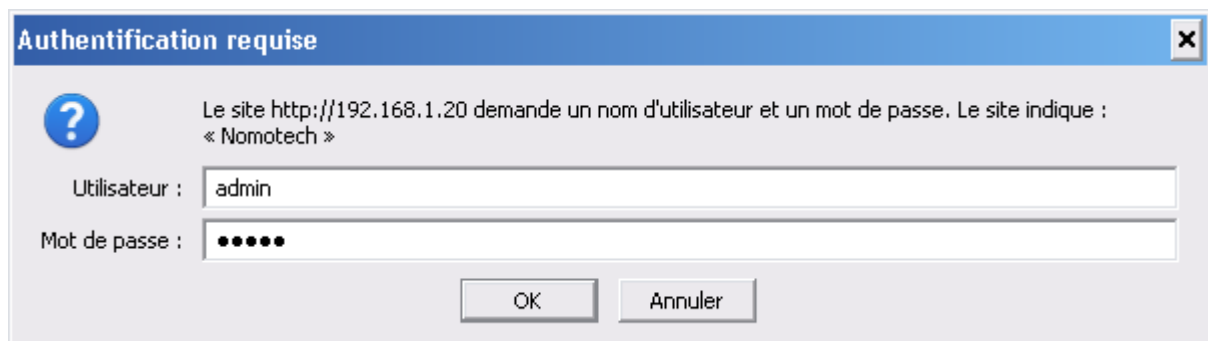 Authentification requise
Le site http://192.168.1.20 demande un nom d'utilisateur et un mot de passe. Le site indique :
« Nomotech »
Utilisateur : admin
Mot de passe : •••••
OK Annuler